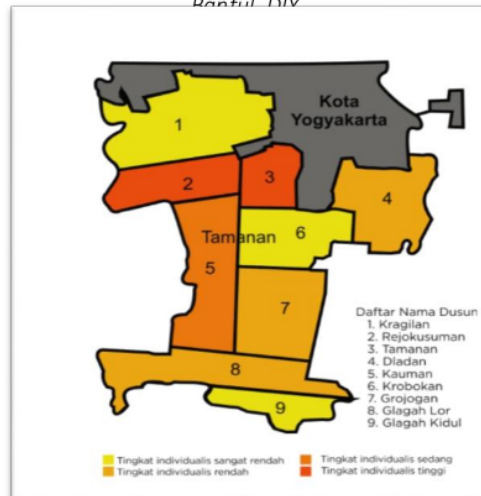 Bantul, DIY
Kota
Yogyakarta
1
2
3
4
Tamanan
6
5
7
8
9
Daftar Nama Dusun
1. Kragilan
2. Rejokusuman
3. Tamanan
4. Dladan
5. Kauman
6. Krobokan
7. Grojogan
8. Glagah Lor
9. Glagah Kidul
Tingkat individualis sangat rendah
Tingkat individualis sedang
Tingkat individualis rendah
Tingkat individualis tinggi